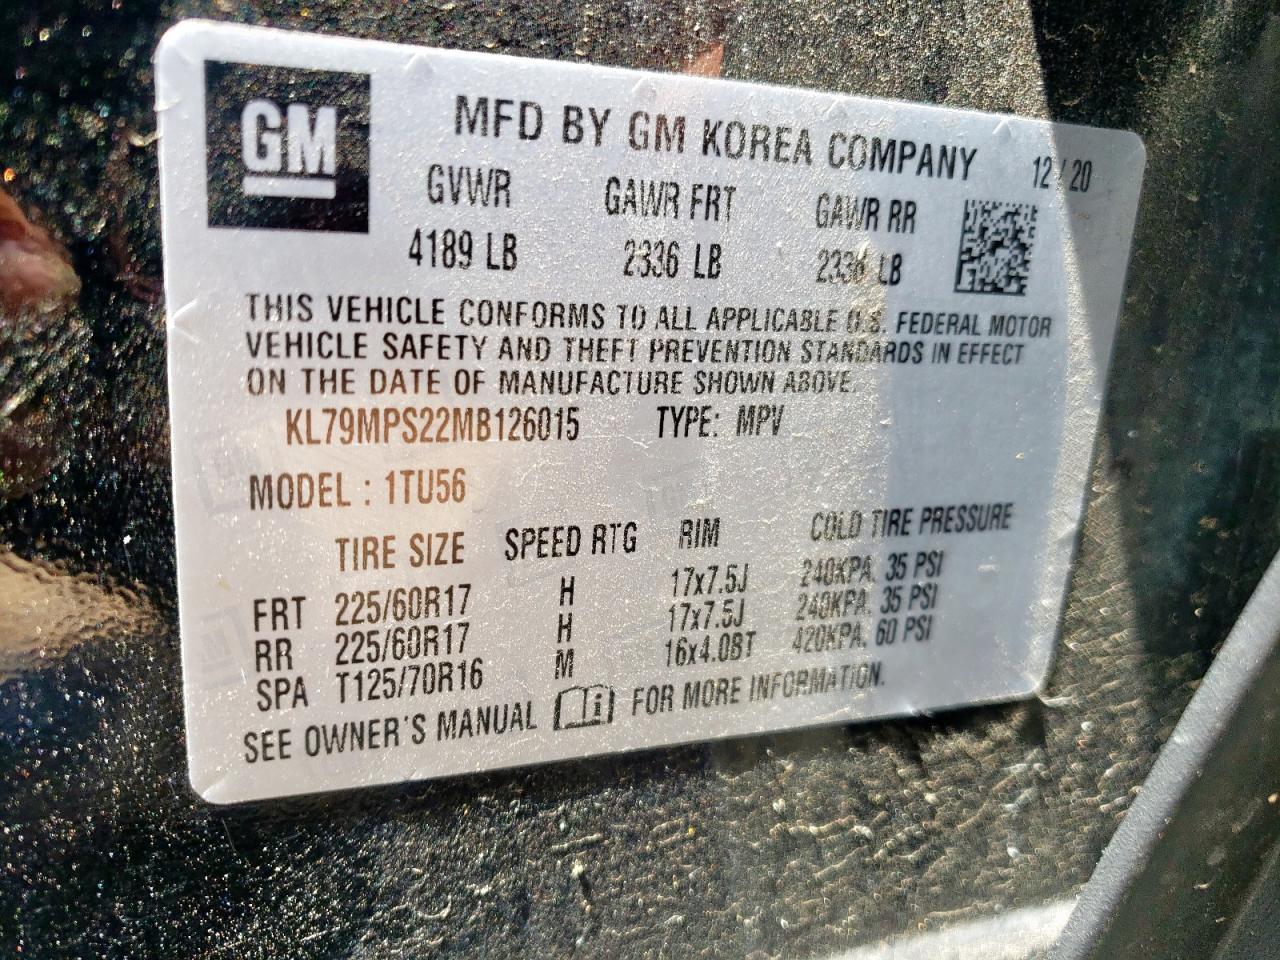 GM
MFD BY GM KOREA COMPANY 12/20
GVWR GAWR FRT GAWR RR
4189 LB 2336 LB 2336 LB
THIS VEHICLE CONFORMS TO ALL APPLICABLE U.S. FEDERAL MOTOR
VEHICLE SAFETY AND THEFT PREVENTION STANDARDS IN EFFECT
ON THE DATE OF MANUFACTURE SHOWN ABOVE.
KL79MPS22MB126015 TYPE: MPV
MODEL : 1TU56
TIRE SIZE SPEED RTG RIM COLD TIRE PRESSURE
FRT 225/60R17 H 17x7.5J 240KPA, 35 PSI
RR 225/60R17 H 17x7.5J 240KPA, 35 PSI
SPA T125/70R16 M 16x4.0BT 420KPA, 60 PSI
SEE OWNER'S MANUAL FOR MORE INFORMATION.